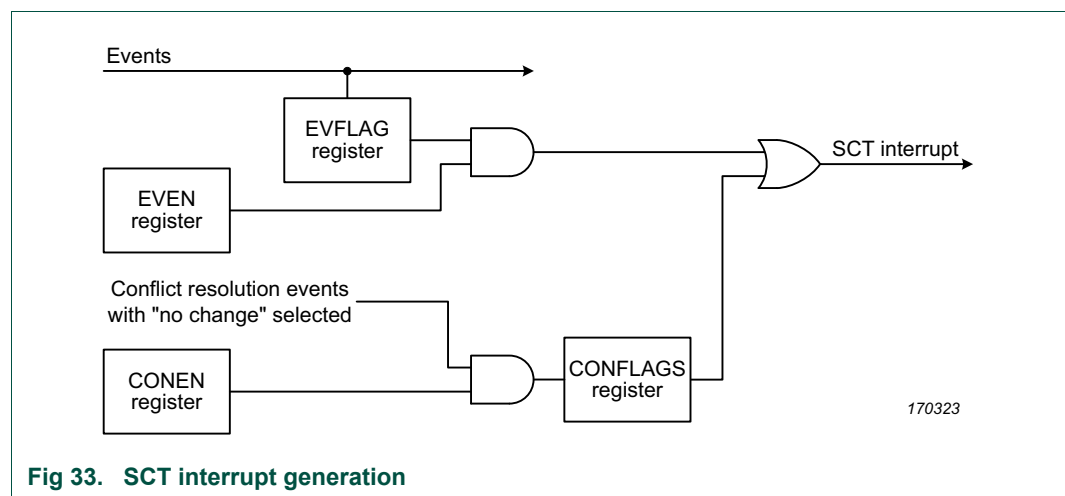 Events
EVFLAG
register
SCT interrupt
EVEN
register
Conflict resolution events
with "no change" selected
CONEN
register
CONFLAGS
register
170323
Fig 33. SCT interrupt generation